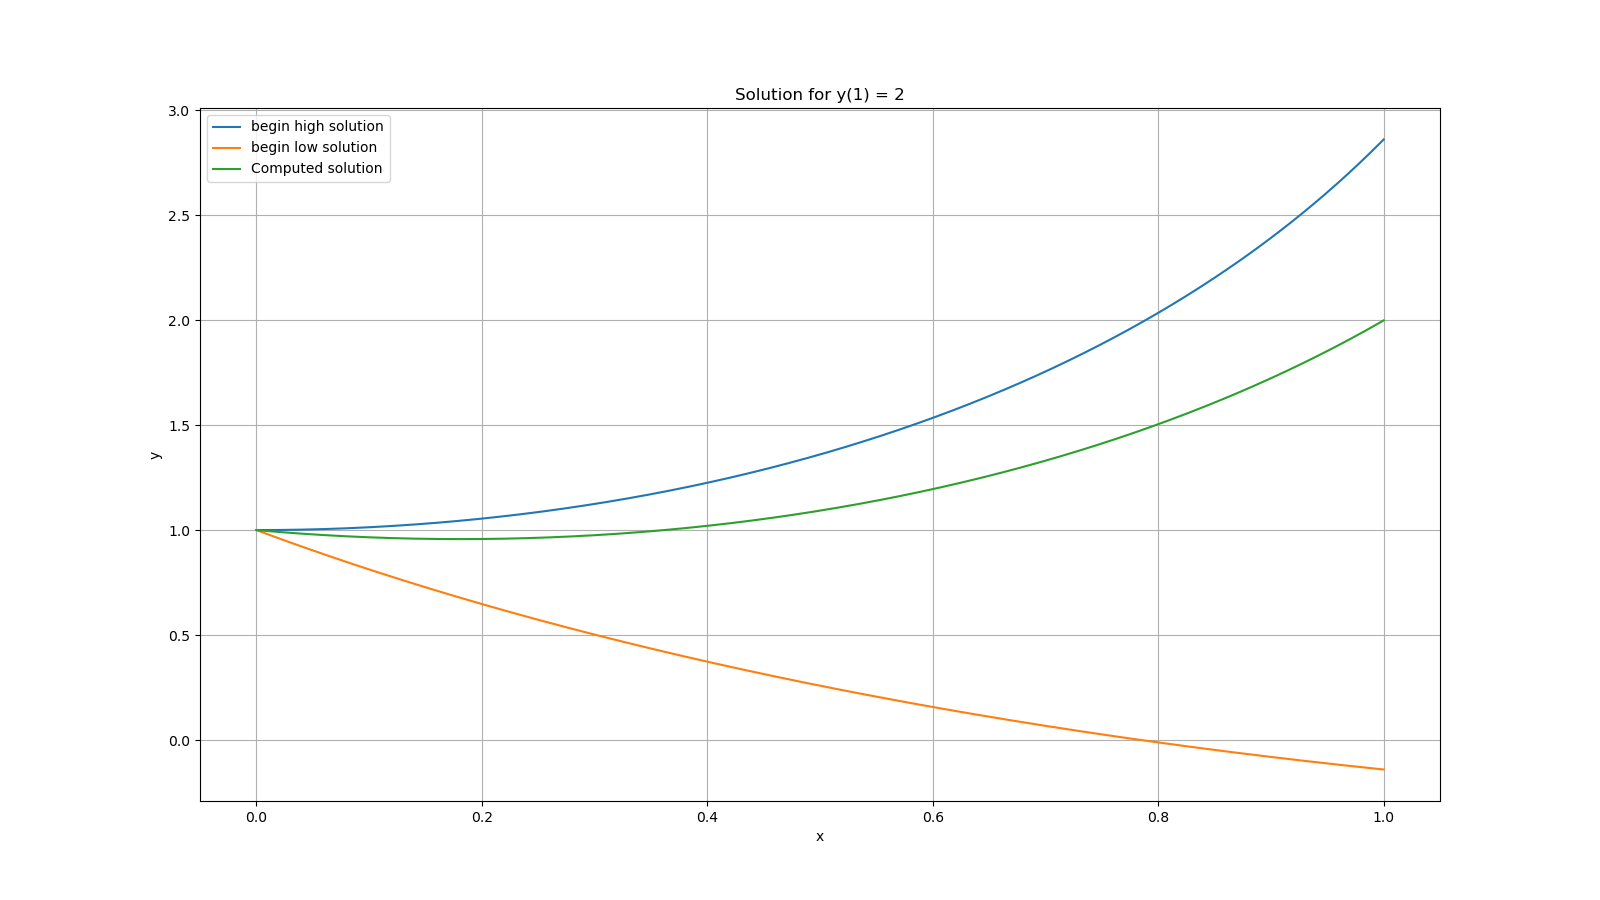 Solution for y(1) = 2
begin high solution
begin low solution
Computed solution
3.0
2.5
2.0
1.5
1.0
0.5
0.0
y
0.0 0.2 0.4 0.6 0.8 1.0
x